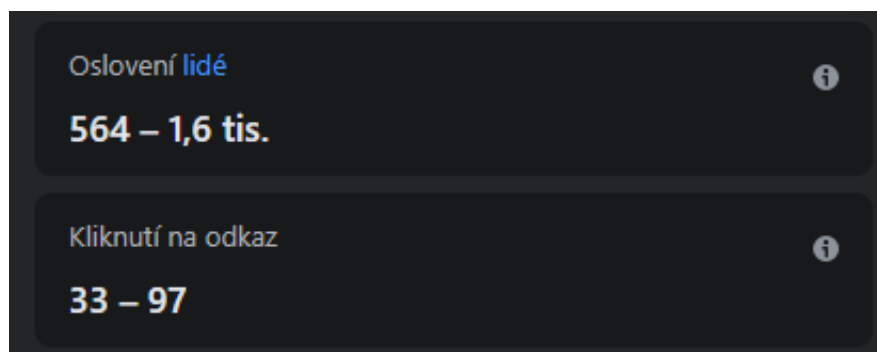 Oslovení lidé
564 – 1,6 tis.
Kliknutí na odkaz
33 – 97